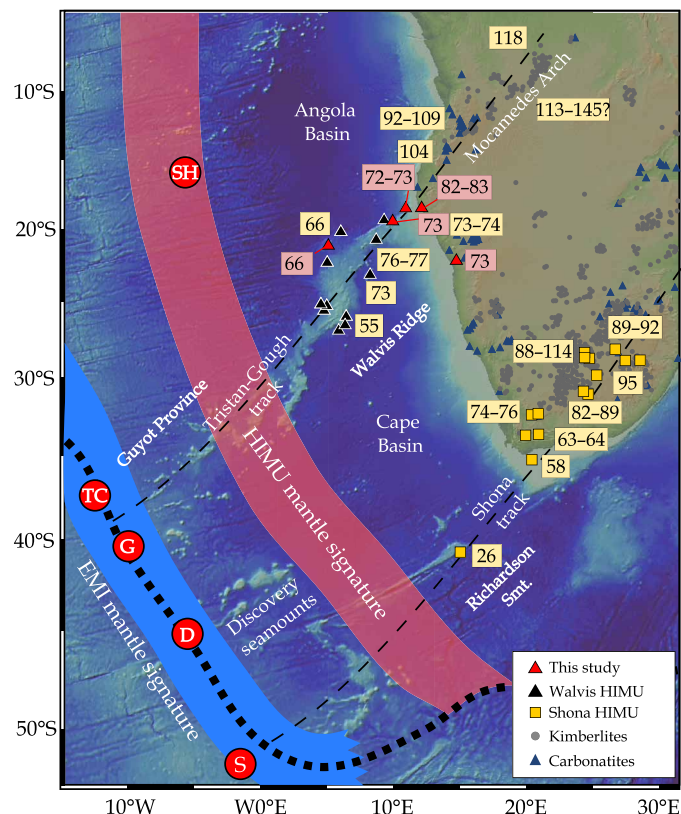 118
10°S
Mocamedes Arch
113–145?
Angola
Basin
92–109
104
SH
72–73
82–83
20°S
66
73
73–74
66
76–77
73
73
55
Walvis Ridge
89–92
88–114
95
30°S
Tristan-Gough
track
Guyot Province
74–76
82–89
Cape
Basin
63–64
58
HIMU mantle signature
TC
Shona
track
40°S
G
26
Richardson
Smt.
EMI mantle signature
Discovery
seamounts
D
50°S
S
This study
Walvis HIMU
Shona HIMU
Kimberlites
Carbonatites
10°W
W0°E
10°E
20°E
30°E